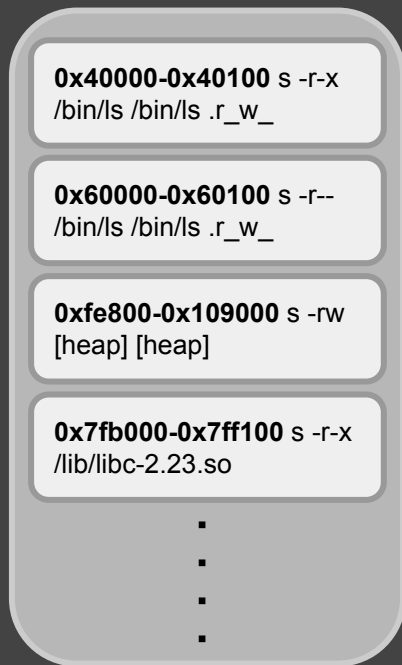 0x40000-0x40100 s -r-x
/bin/ls /bin/ls .r_w_
0x60000-0x60100 s -r--
/bin/ls /bin/ls .r_w_
0xfe800-0x109000 s -rw
[heap] [heap]
0x7fb000-0x7ff100 s -r-x
/lib/libc-2.23.so
.
.
.
.